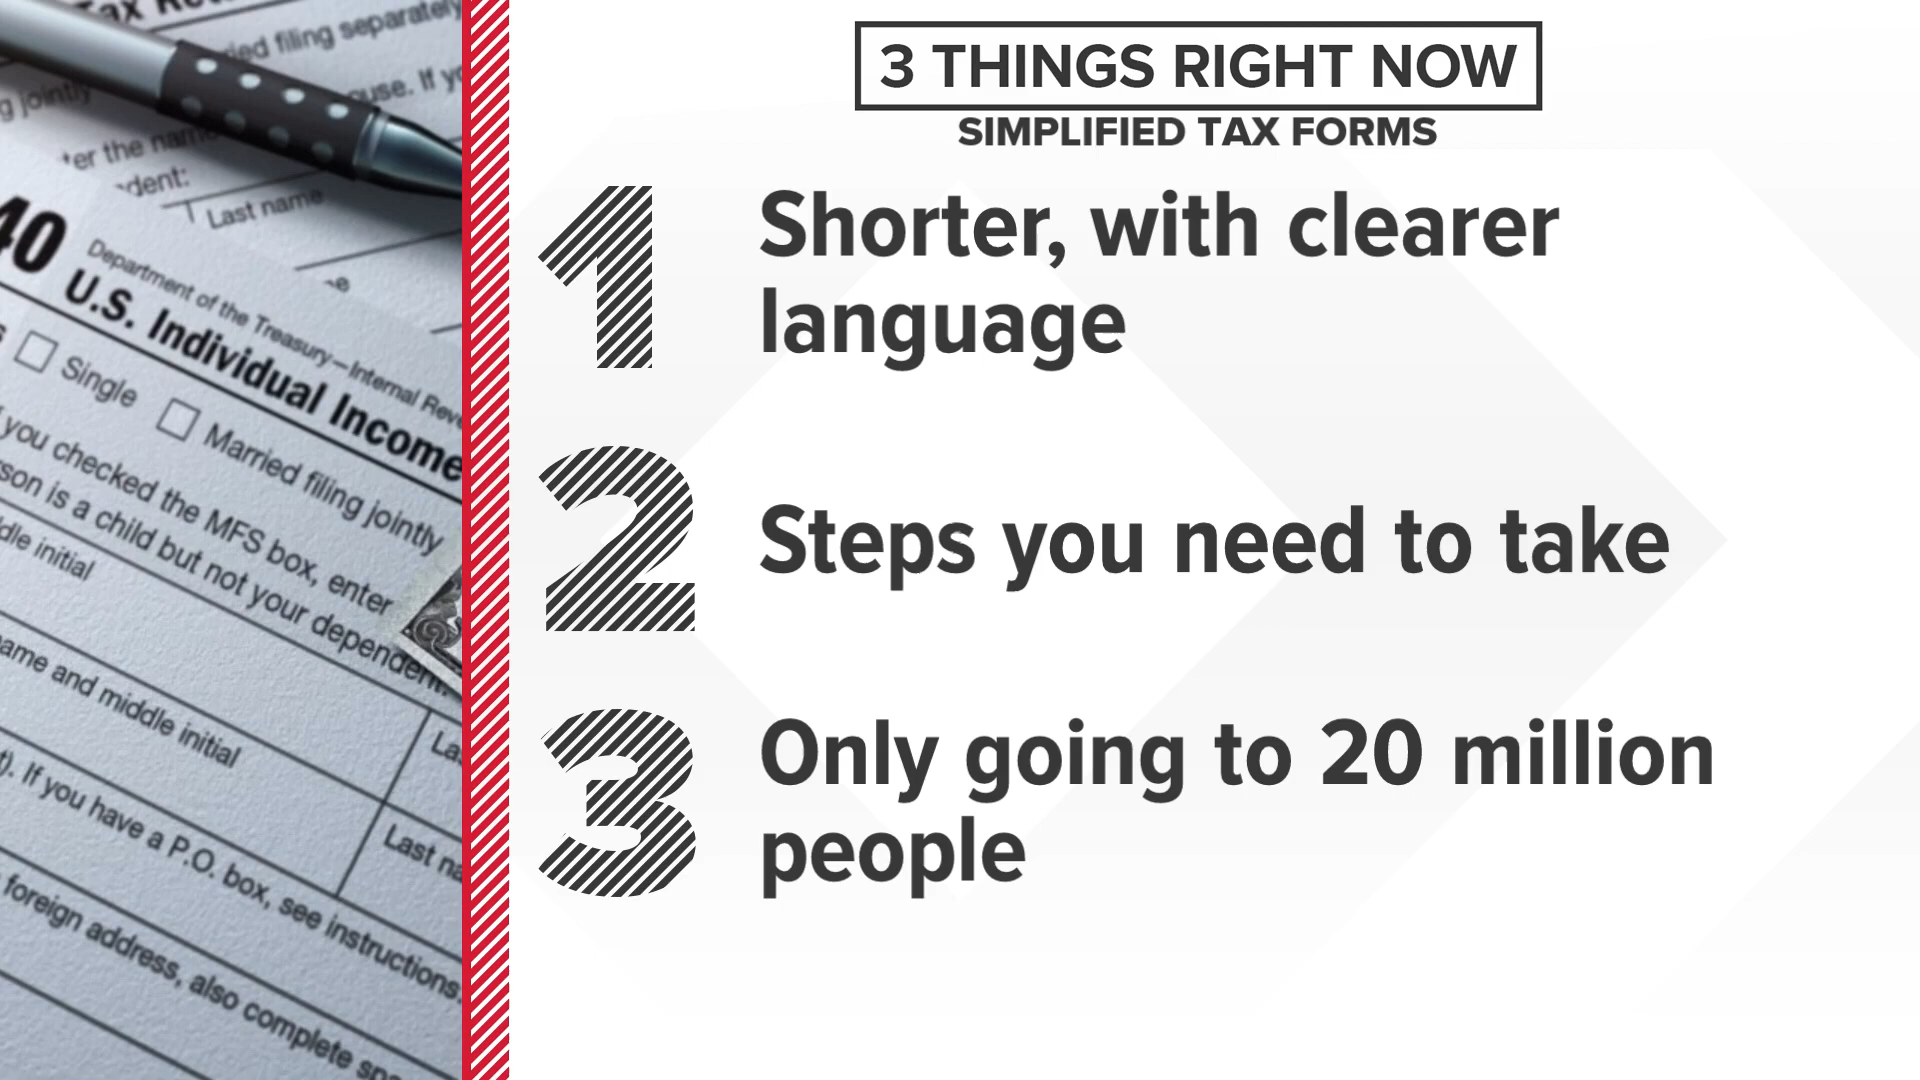 3 THINGS RIGHT NOW
SIMPLIFIED TAX FORMS
1
Shorter, with clearer
language
2
Steps you need to take
3
Only going to 20 million
people
filing separately
jointly
use. If
the
dent:
Last name
40
Department of the Treasury—Internal
U.S. Individual Income
Single
Married filing jointly
you checked the MFS box, enter
son is a child but not your dependent:
initial
name and middle initial
Last
). If you have a P.O. box, see instructions.
foreign address, also complete